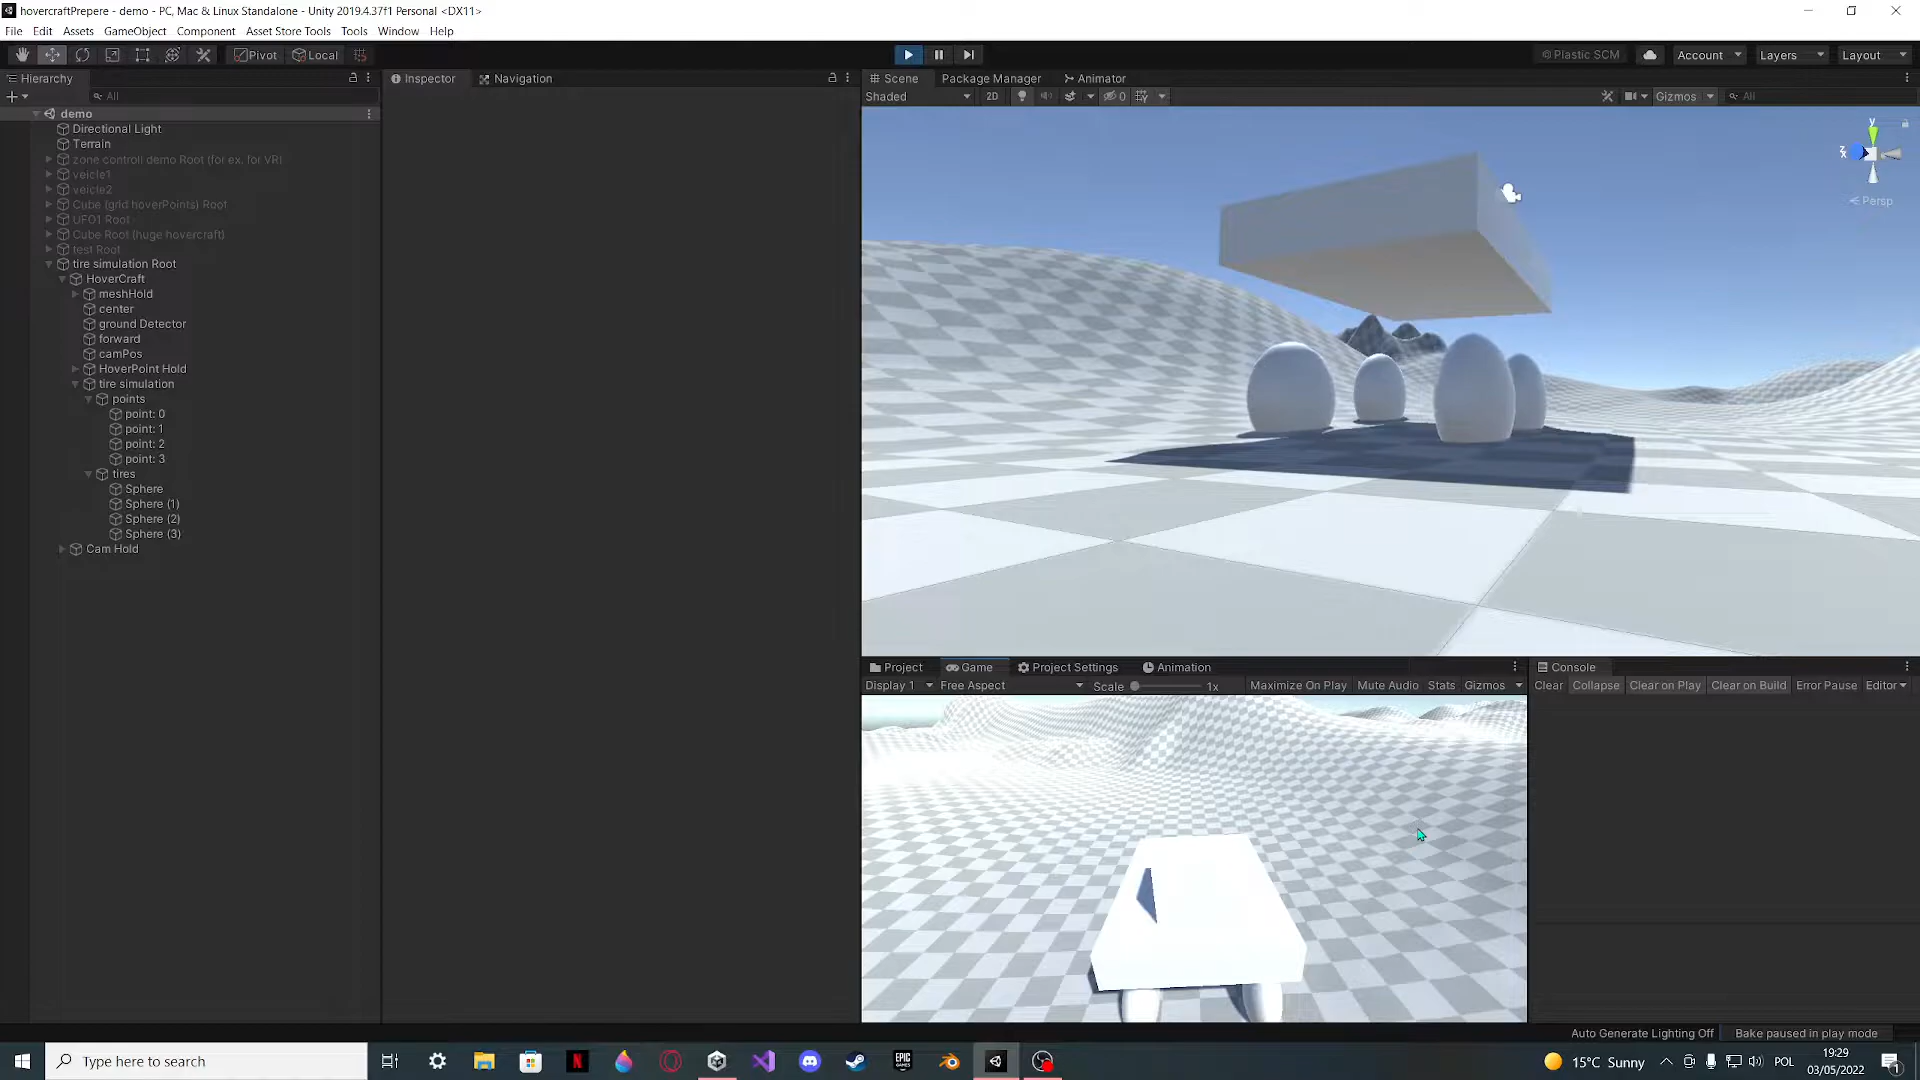 hovercraftPrepere - demo - PC, Mac & Linux Standalone - Unity 2019.4.37f1 Personal <DX11>
File Edit Assets GameObject Component Asset Store Tools Tools Window Help
Pivot Local Plastic SCM Account Layers Layout
Hierarchy Inspector Navigation Scene Package Manager Animator
All Shaded 2D 0 Gizmos All
demo
Directional Light
Terrain
zone controll demo Root (for ex. for VR)
veicle1
veicle2
Cube (grid hoverPoints) Root
UFO1 Root
Cube Root (huge hovercraft)
test Root
tire simulation Root
HoverCraft
meshHold
center
ground Detector
forward
camPos
HoverPoint Hold
tire simulation
points
point: 0
point: 1
point: 2
point: 3
tires
Sphere
Sphere (1)
Sphere (2)
Sphere (3)
Cam Hold
y
z
x
Persp
Project Game Project Settings Animation Console
Display 1 Free Aspect Scale 1x Maximize On Play Mute Audio Stats Gizmos Clear Collapse Clear on Play Clear on Build Error Pause Editor
Auto Generate Lighting Off Bake paused in play mode
Type here to search
EPIC GAMES
15°C Sunny POL
19:29
03/05/2022
1